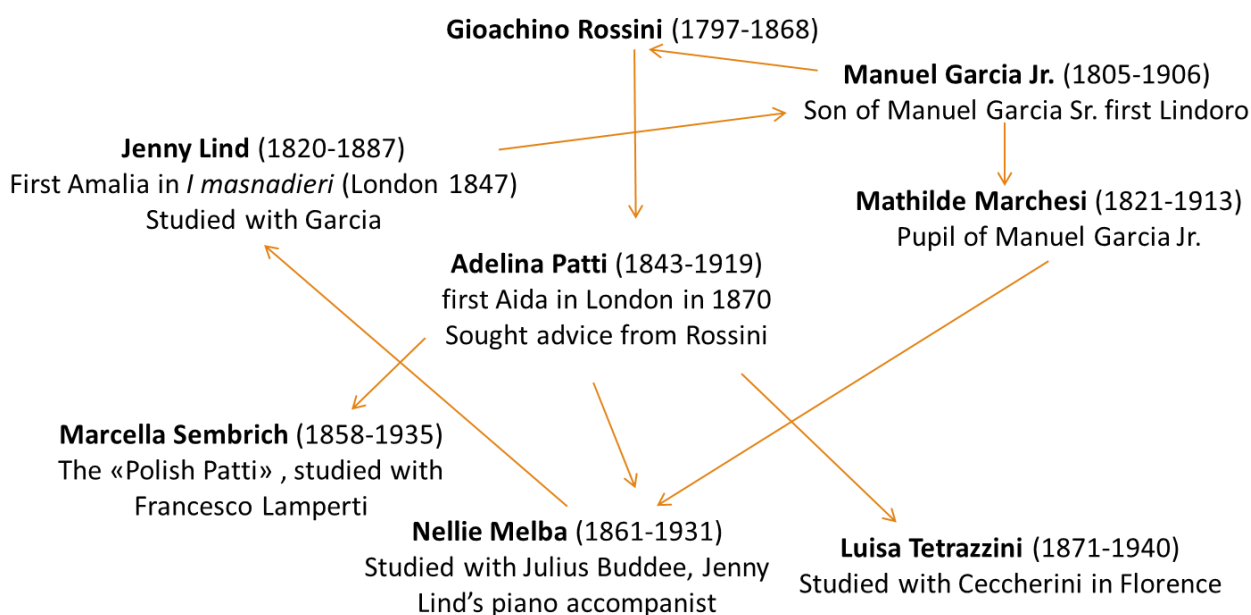 Gioachino Rossini (1797-1868)
Manuel Garcia Jr. (1805-1906)
Son of Manuel Garcia Sr. first Lindoro
Jenny Lind (1820-1887)
First Amalia in I masnadieri (London 1847)
Studied with Garcia
Mathilde Marchesi (1821-1913)
Pupil of Manuel Garcia Jr.
Adelina Patti (1843-1919)
first Aida in London in 1870
Sought advice from Rossini
Marcella Sembrich (1858-1935)
The «Polish Patti» , studied with
Francesco Lamperti
Nellie Melba (1861-1931)
Studied with Julius Buddee, Jenny
Lind’s piano accompanist
Luisa Tetrazzini (1871-1940)
Studied with Ceccherini in Florence